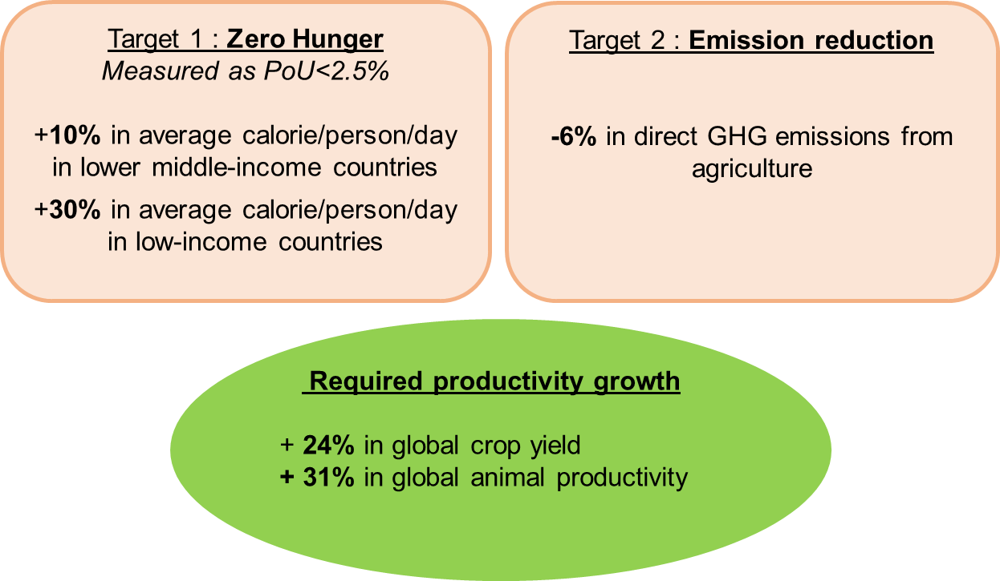 Target 1 : Zero Hunger
Measured as PoU<2.5%
+10% in average calorie/person/day
in lower middle-income countries
+30% in average calorie/person/day
in low-income countries
Target 2 : Emission reduction
-6% in direct GHG emissions from
agriculture
Required productivity growth
+ 24% in global crop yield
+ 31% in global animal productivity